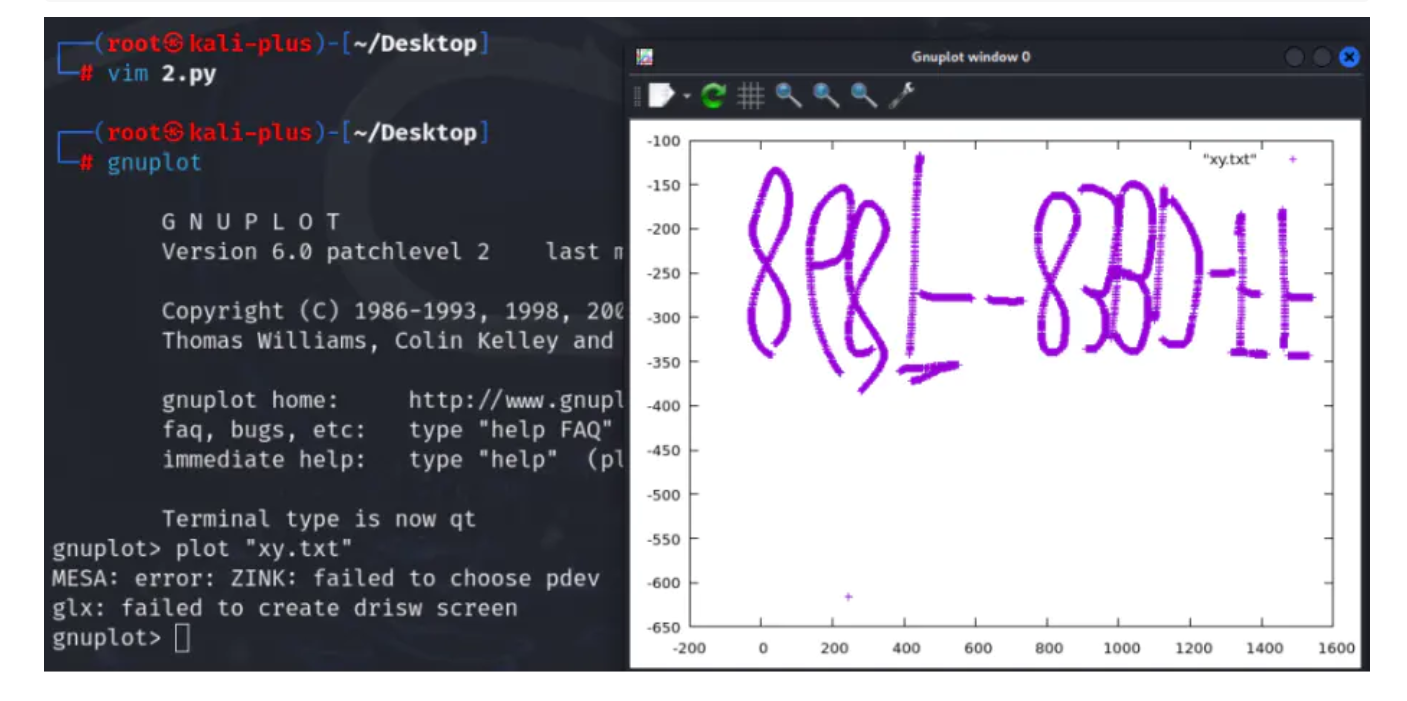 (root㉿kali-plus)-[~/Desktop]
# vim 2.py
(root㉿kali-plus)-[~/Desktop]
# gnuplot
G N U P L O T
Version 6.0 patchlevel 2 last
Copyright (C) 1986-1993, 1998,
Thomas Williams, Colin Kelley and
gnuplot home: http://www.gnupl
faq, bugs, etc: type "help FAQ"
immediate help: type "help" (pl
Terminal type is now qt
gnuplot> plot "xy.txt"
MESA: error: ZINK: failed to choose pdev
glx: failed to create drisw screen
gnuplot>
Gnuplot window 0
"xy.txt"
-100
-150
-200
-250
-300
-350
-400
-450
-500
-550
-600
-650
-200 0 200 400 600 800 1000 1200 1400 1600